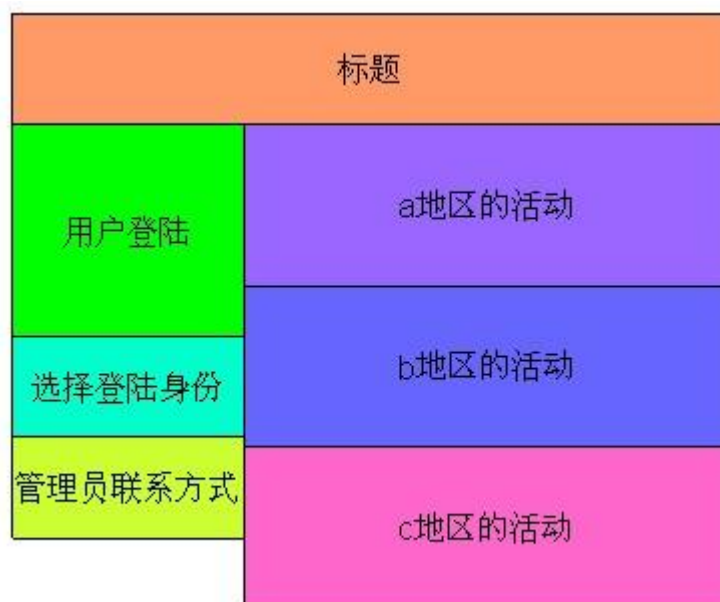 标题
用户登陆
a地区的活动
b地区的活动
选择登陆身份
管理员联系方式
c地区的活动